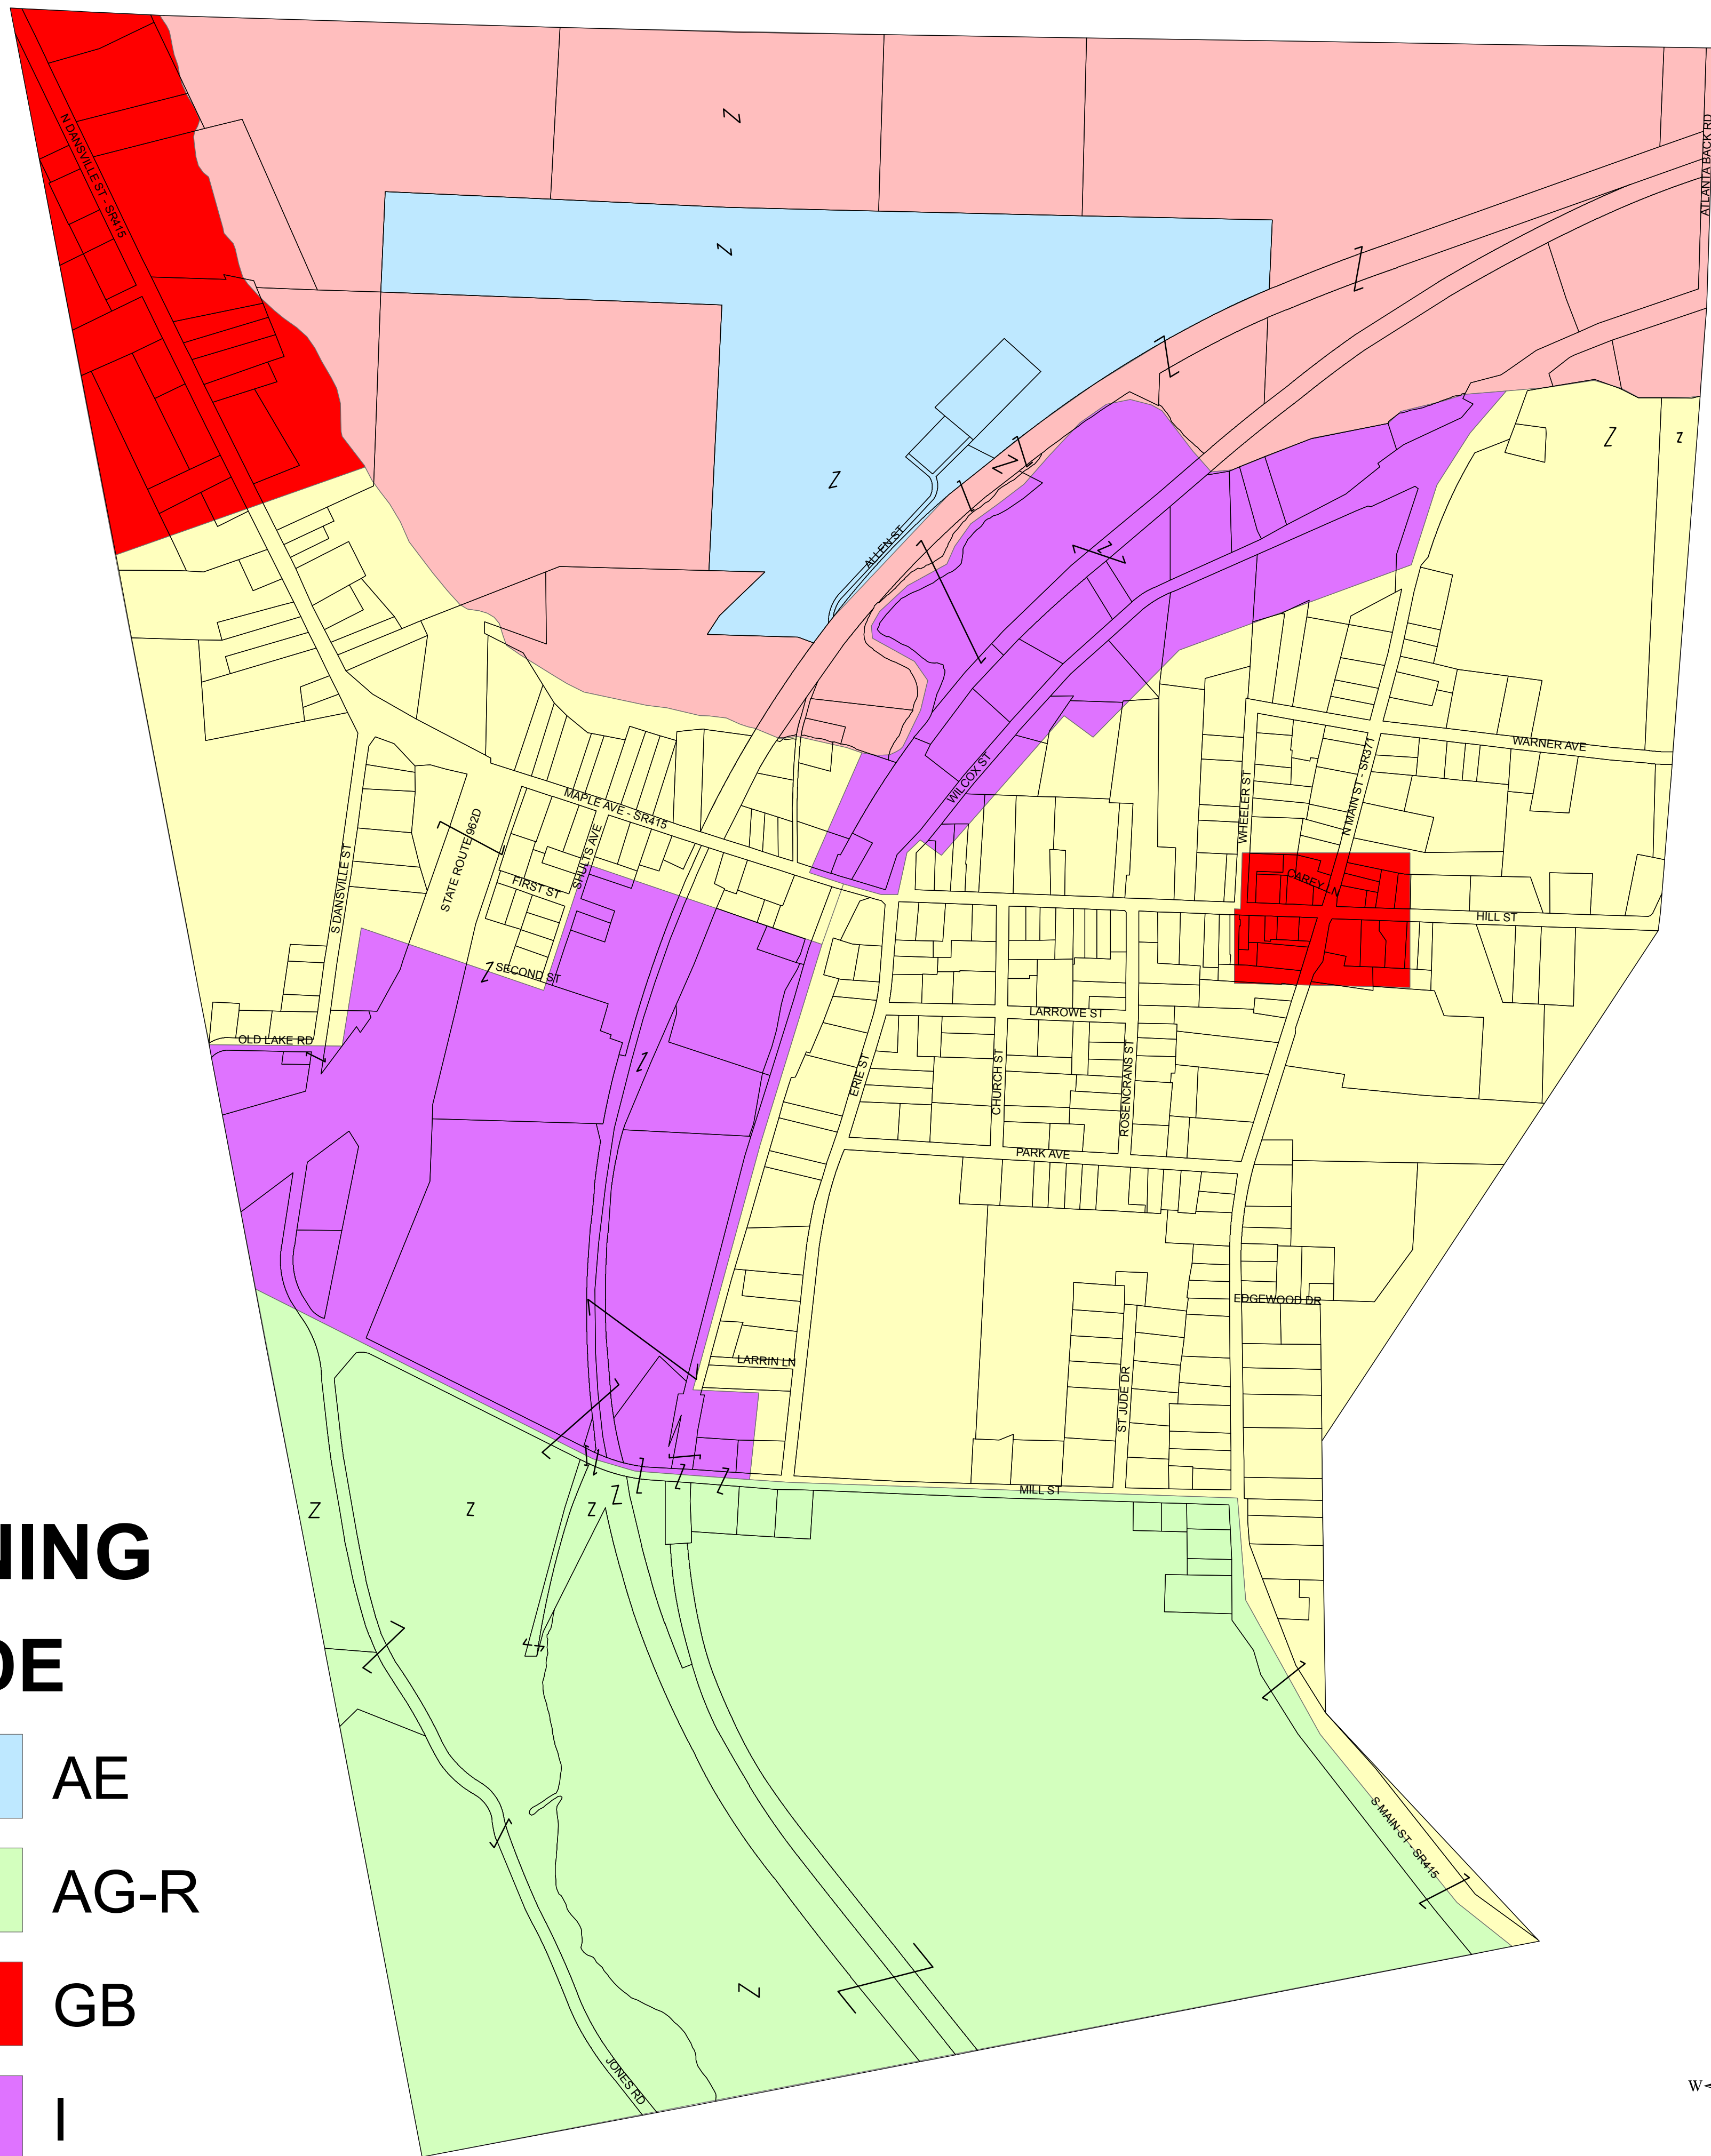 N DANSVILLE ST - SR415
ATLANTA BACK RD
ALLEN ST
WILCOX ST
WARNER AVE
WHEELER ST
N MAIN ST - SR371
MAPLE AVE - SR415
STATE ROUTE 962D
SHULTS AVE
FIRST ST
S DANSVILLE ST
CAREY LN
HILL ST
SECOND ST
LARROWE ST
OLD LAKE RD
ERIE ST
CHURCH ST
ROSENCRANS ST
PARK AVE
EDGEWOOD DR
LARRIN LN
ST JUDE DR
MILL ST
S MAIN ST - SR415
JONES RD
NING
DE
AE
AG-R
GB
I
W